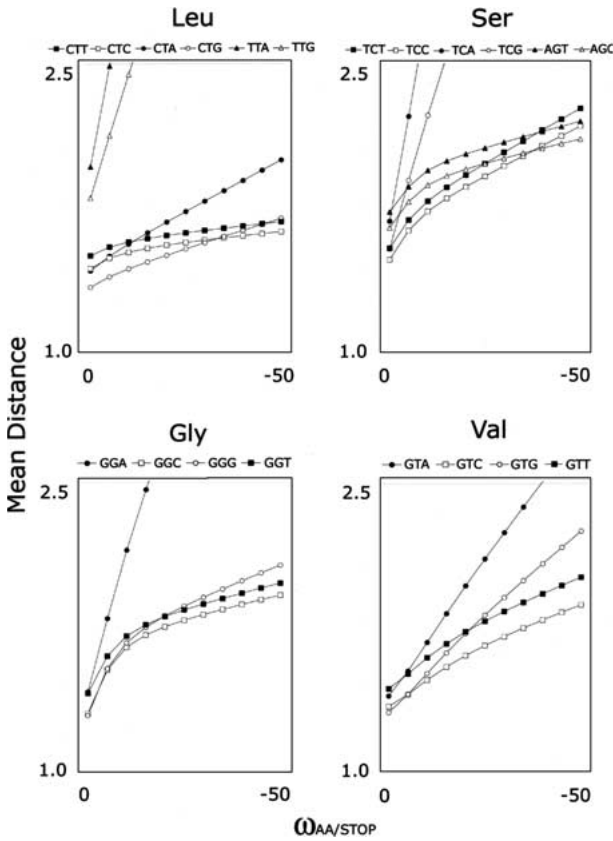 Leu
CTT CTC CTA CTG TTA TTG
2.5
1.0
0 -50
Ser
TCT TCC TCA TCG AGT AGC
2.5
1.0
0 -50
Mean Distance
Gly
GGA GGC GGG GGT
2.5
1.0
0 -50
Val
GTA GTC GTG GTT
2.5
1.0
0 -50
ωAA/STOP